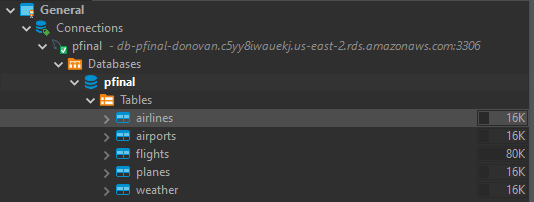 General
Connections
pfinal - db-pfinal-donovan.c5yy8iwauekj.us-east-2.rds.amazonaws.com:3306
Databases
pfinal
Tables
airlines 16K
airports 16K
flights 80K
planes 16K
weather 16K